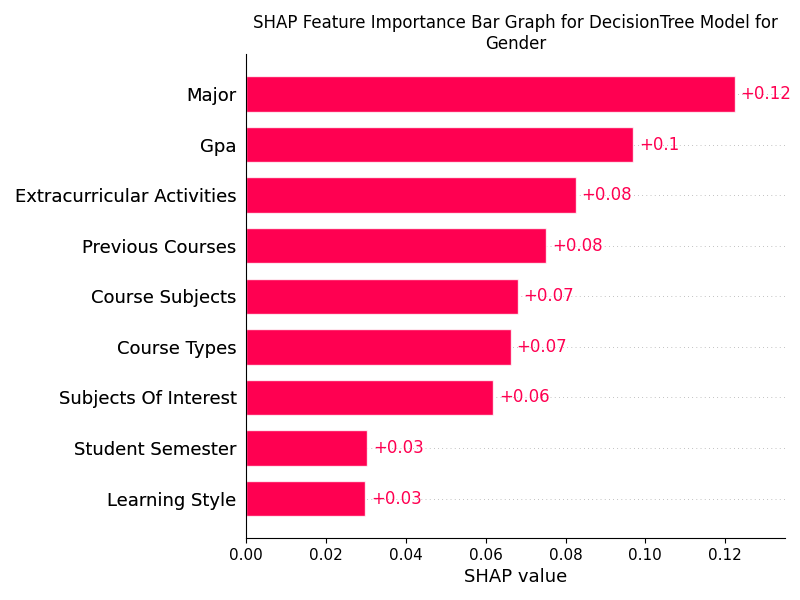 SHAP Feature Importance Bar Graph for DecisionTree Model for
Gender
Major
+0.12
Gpa
+0.1
Extracurricular Activities
+0.08
Previous Courses
+0.08
Course Subjects
+0.07
Course Types
+0.07
Subjects Of Interest
+0.06
Student Semester
+0.03
Learning Style
+0.03
0.00 0.02 0.04 0.06 0.08 0.10 0.12
SHAP value